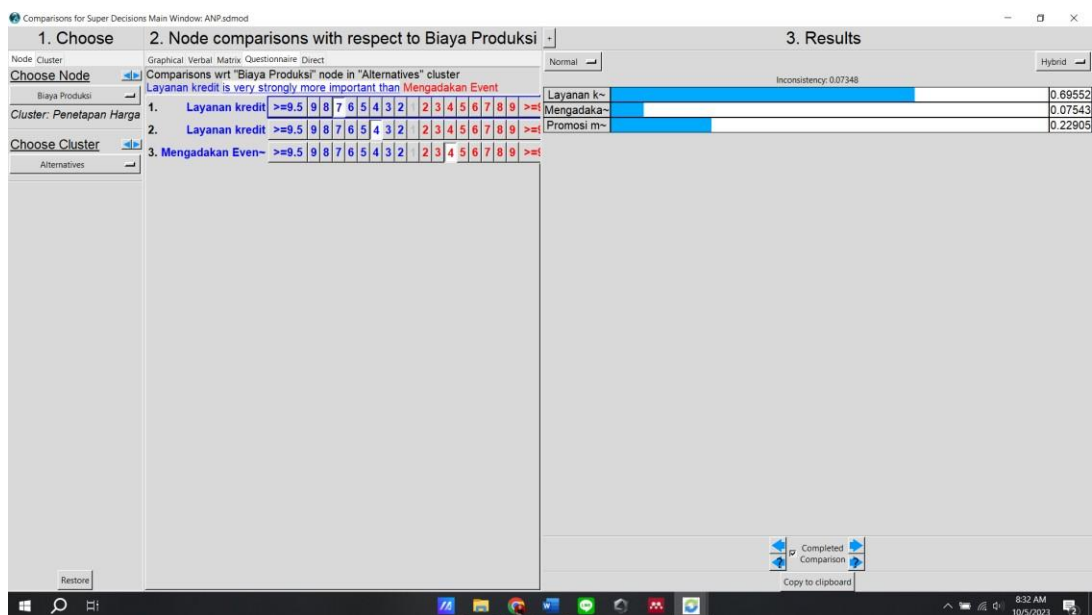 Comparisons for Super Decisions Main Window: ANP.sdmod
1. Choose
Node Cluster
Choose Node
Biaya Produksi
Cluster: Penetapan Harga
Choose Cluster
Alternatives
Restore
2. Node comparisons with respect to Biaya Produksi
Graphical Verbal Matrix Questionnaire Direct
Comparisons wrt "Biaya Produksi" node in "Alternatives" cluster
Layanan kredit is very strongly more important than Mengadakan Event
1. Layanan kredit >=9.5 9 8 7 6 5 4 3 2 1 2 3 4 5 6 7 8 9 >=9
2. Layanan kredit >=9.5 9 8 7 6 5 4 3 2 1 2 3 4 5 6 7 8 9 >=9
3. Mengadakan Even~ >=9.5 9 8 7 6 5 4 3 2 1 2 3 4 5 6 7 8 9 >=9
+
3. Results
Normal Hybrid
Inconsistency: 0.07348
Layanan k~ 0.69552
Mengadaka~ 0.07543
Promosi m~ 0.22905
Completed
Comparison
Copy to clipboard
8:32 AM
10/5/2023